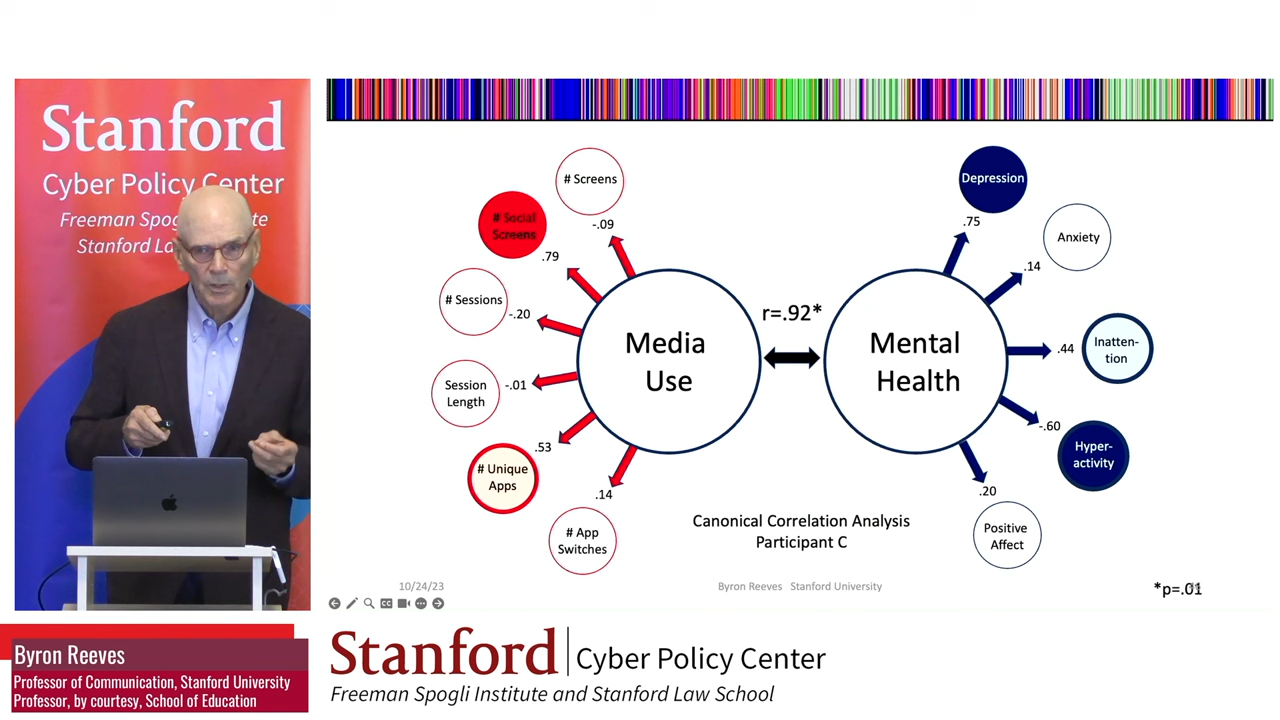 Stanford
Cyber Policy Center
Freeman Spog te
Stanford La
# Screens
-.09
# Social
Screens
.79
# Sessions
-.20
Session
Length
-.01
# Unique
Apps
.53
# App
Switches
.14
Media
Use
r=.92*
Mental
Health
Depression
.75
Anxiety
.14
Inatten-
tion
.44
Hyper-
activity
-.60
Positive
Affect
.20
Canonical Correlation Analysis
Participant C
10/24/23
Byron Reeves Stanford University
*p=.01
CC
Byron Reeves
Professor of Communication, Stanford University
Professor, by courtesy, School of Education
Stanford | Cyber Policy Center
Freeman Spogli Institute and Stanford Law School